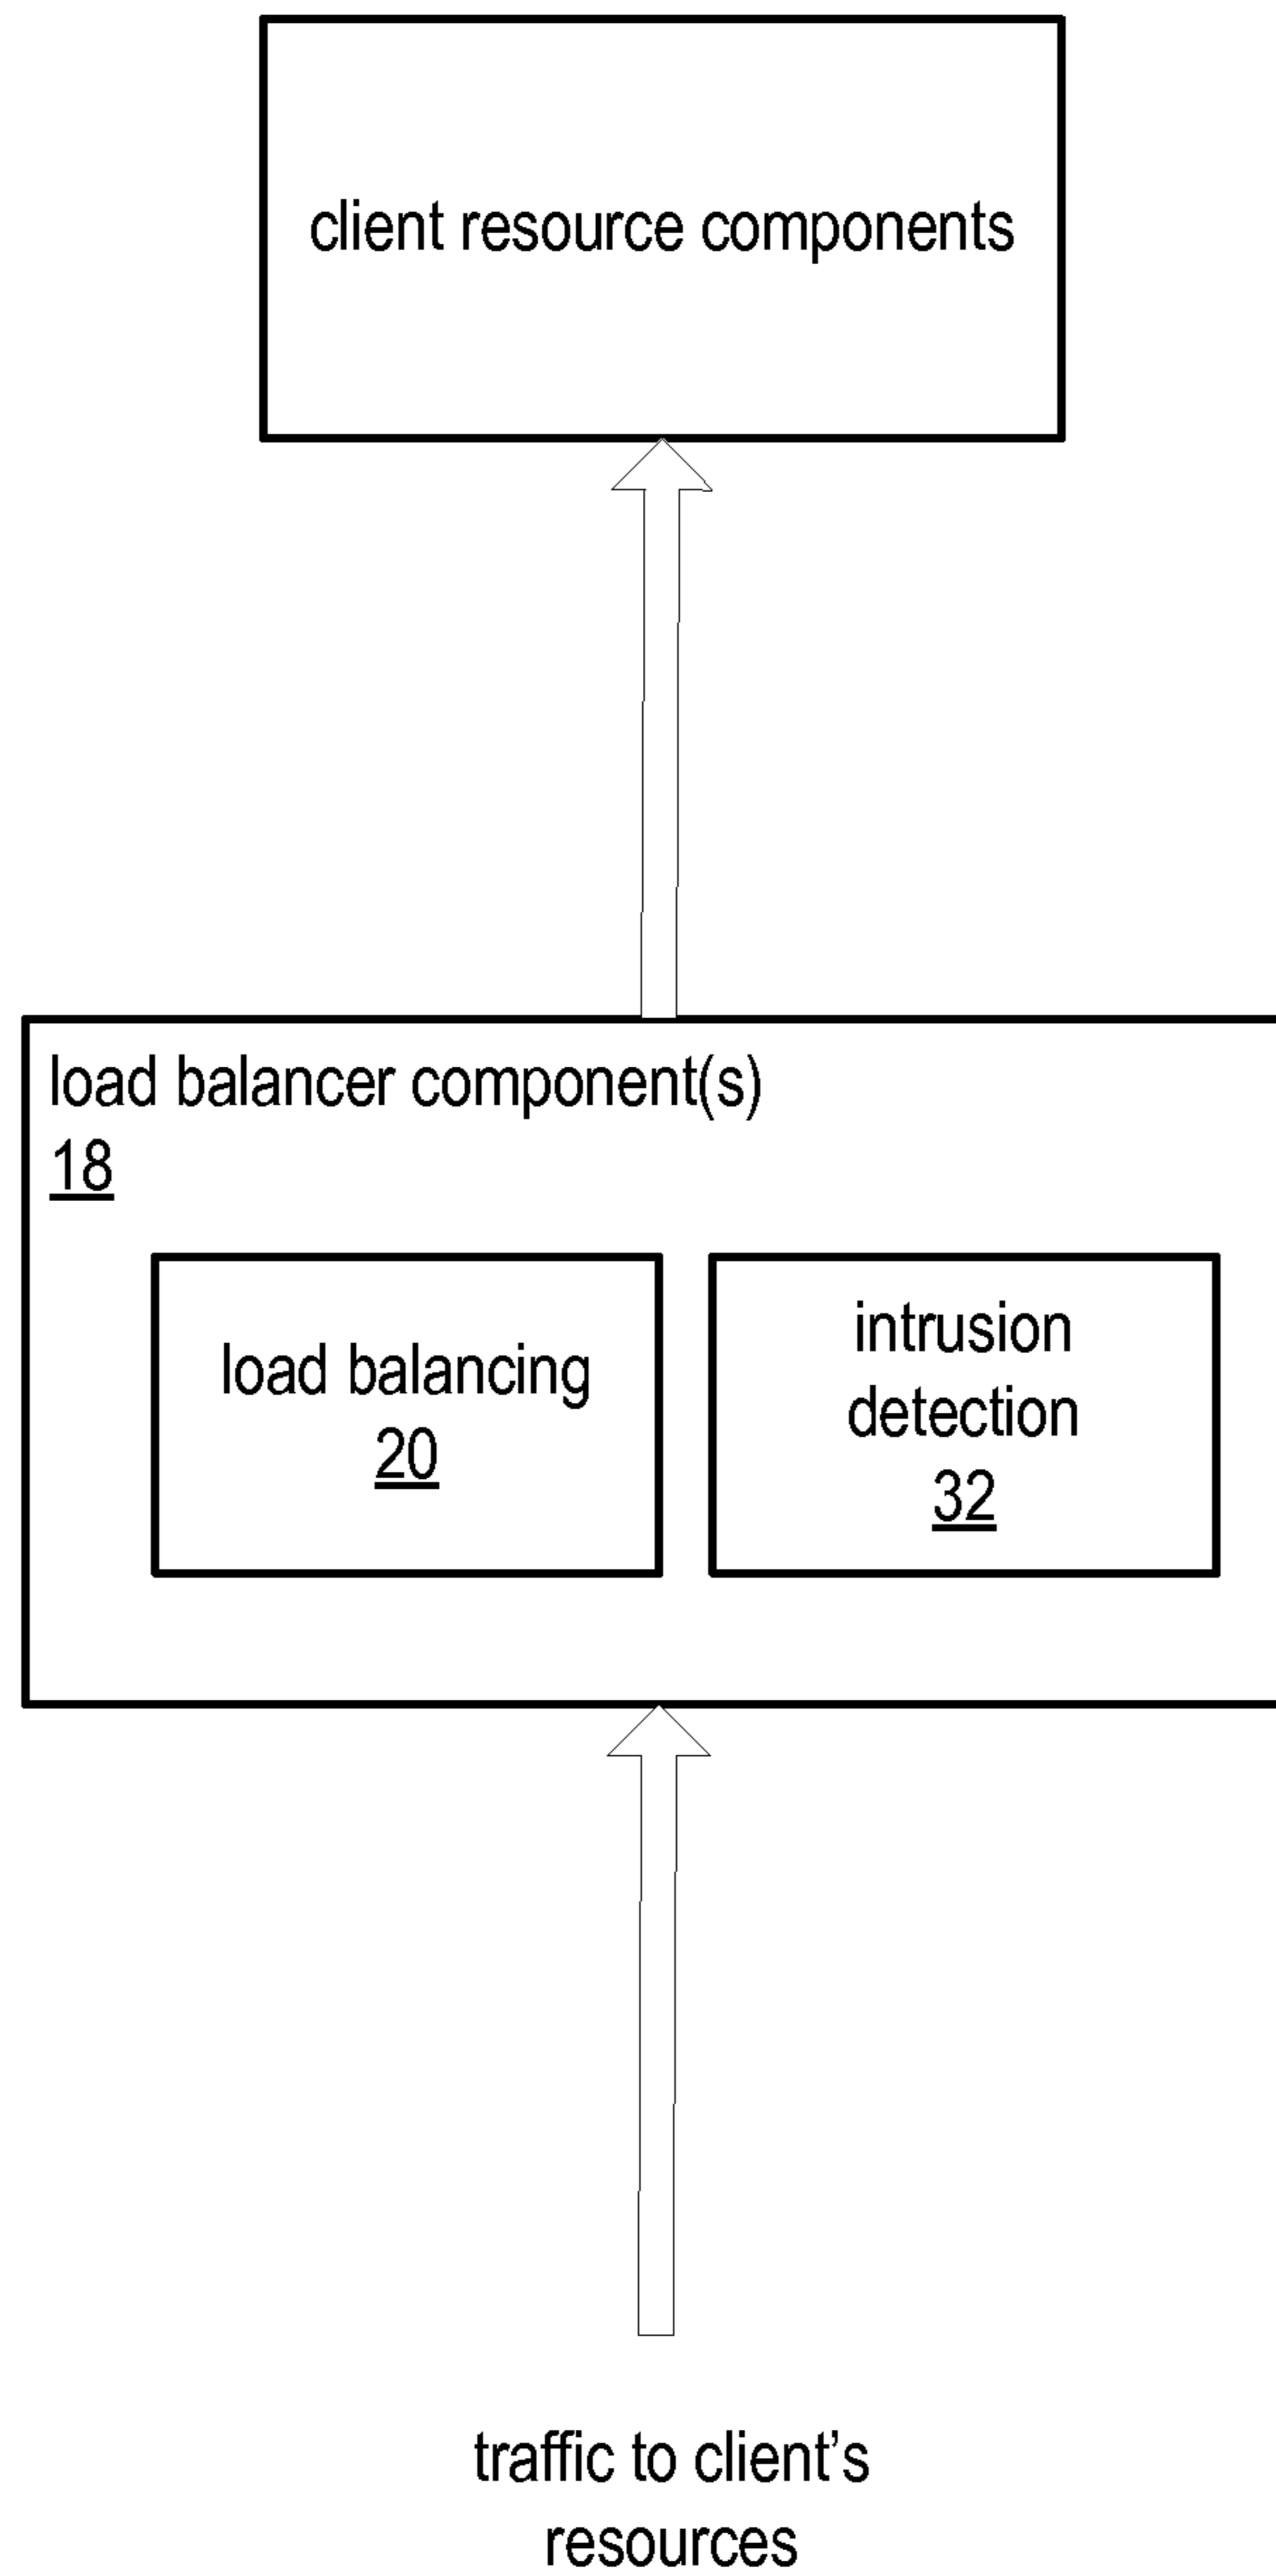 client resource components
load balancer component(s)
18
load balancing
20
intrusion
detection
32
traffic to client’s
resources